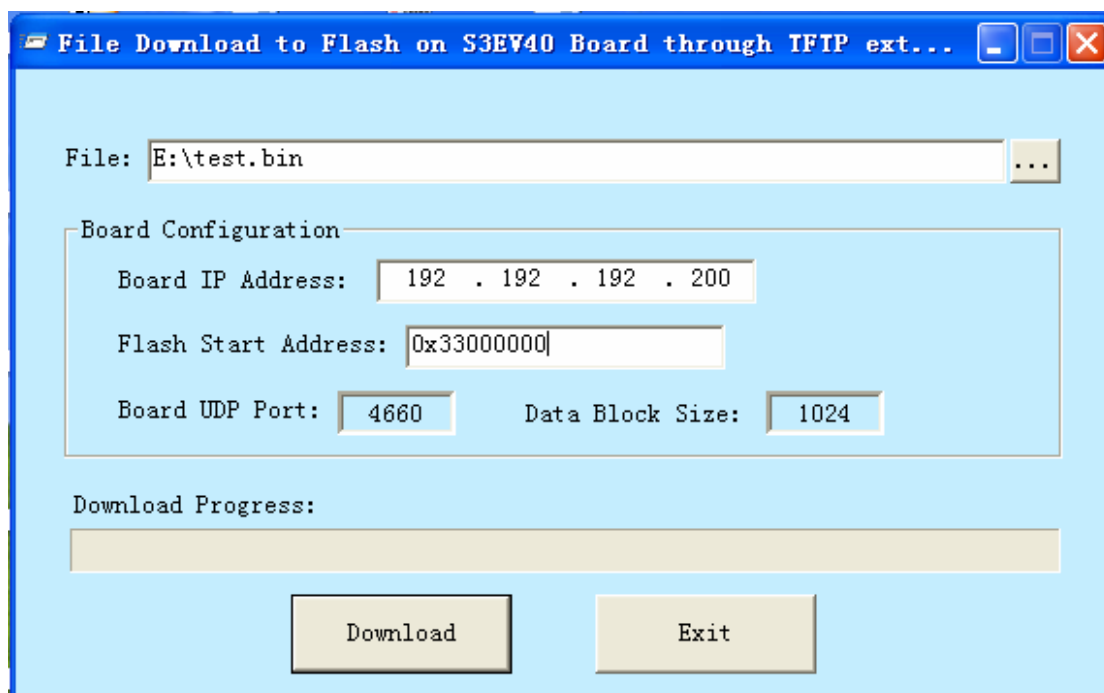 File Download to Flash on S3EV40 Board through TFTP ext...
File: E:\test.bin ...
Board Configuration
Board IP Address: 192 . 192 . 192 . 200
Flash Start Address: 0x33000000
Board UDP Port: 4660 Data Block Size: 1024
Download Progress:
Download Exit